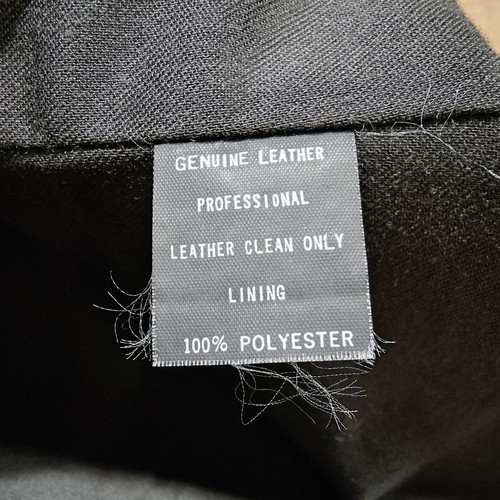 GENUINE LEATHER
PROFESSIONAL
LEATHER CLEAN ONLY
LINING
100% POLYESTER